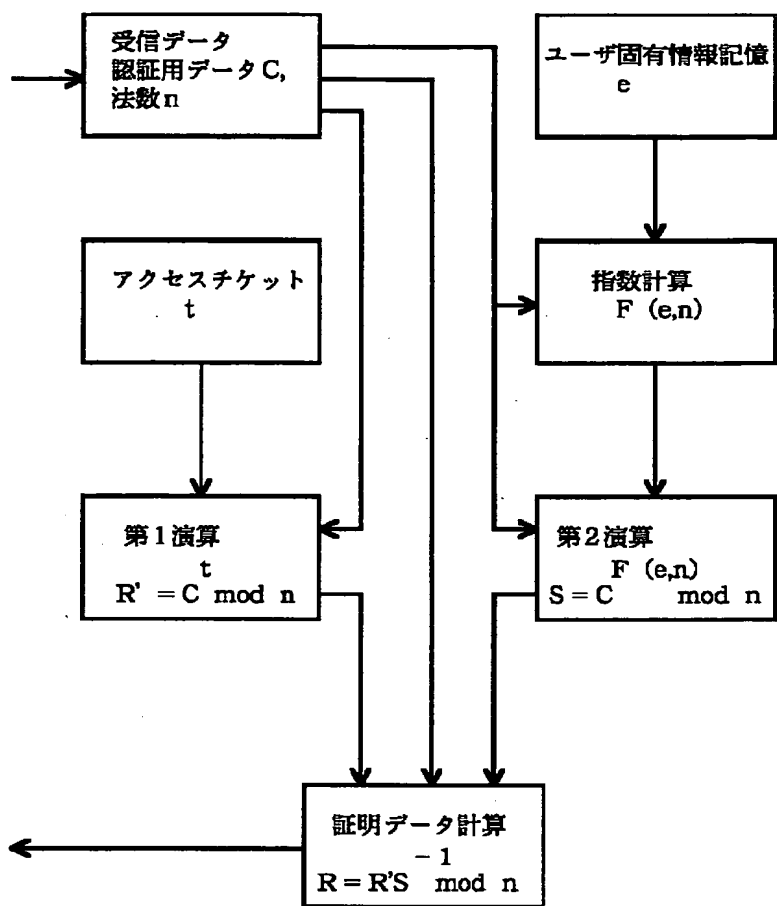 受信データ
認証用データC,
法数n
ユーザ固有情報記憶
e
アクセスチケット
t
指数計算
F (e,n)
第1演算
t
R' = C mod n
第2演算
F (e,n)
S = C mod n
証明データ計算
-1
R = R'S mod n